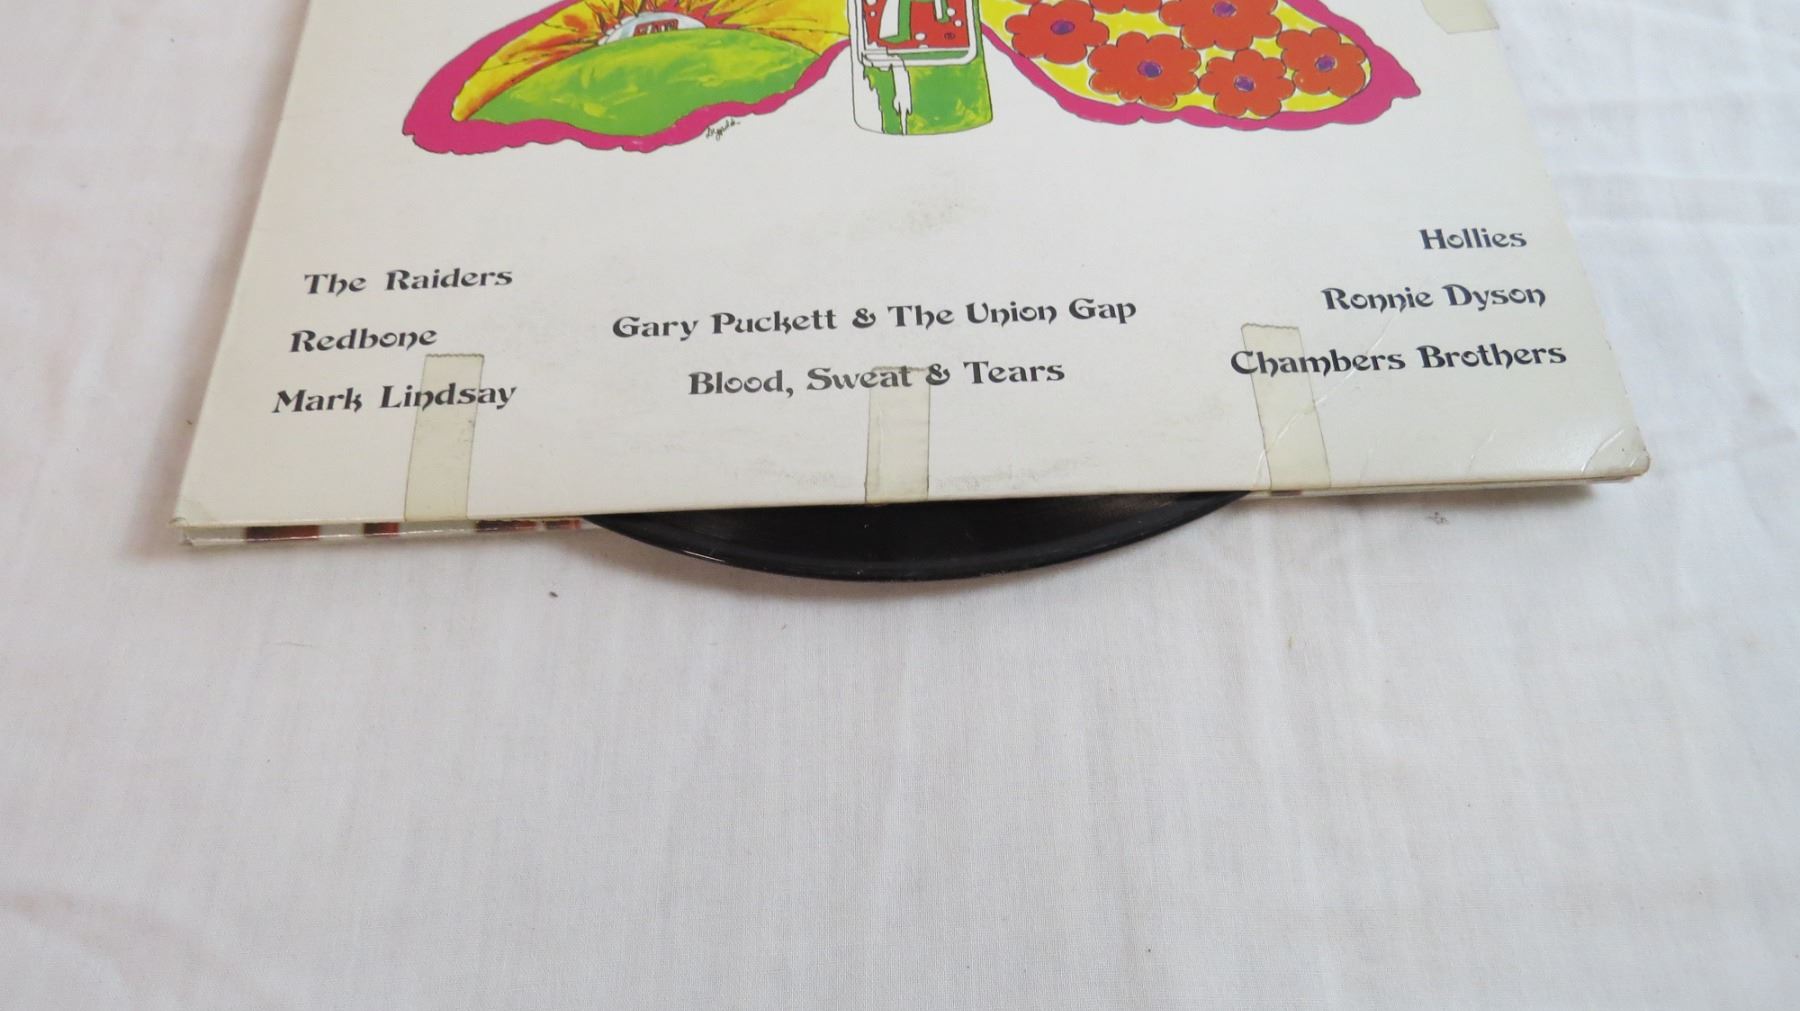 The Raiders
Redbone
Mark Lindsay
Gary Puckett & The Union Gap
Blood, Sweat & Tears
Hollies
Ronnie Dyson
Chambers Brothers